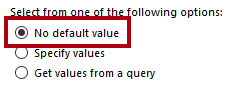 Select from one of the following options:
No default value
Specify values
Get values from a query